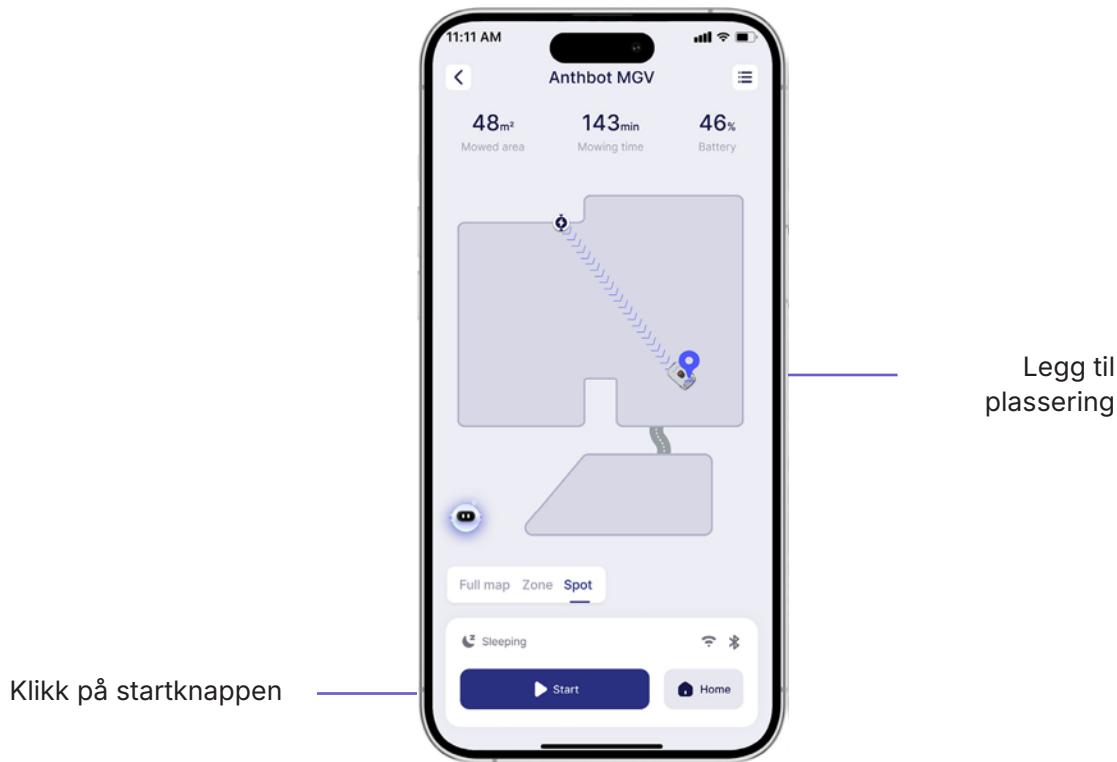 11:11 AM
Anthbot MGV
48m² 143min 46%
Mowed area Mowing time Battery
Legg til
plassering
Full map Zone Spot
Sleeping
Klikk på startknappen
Start Home